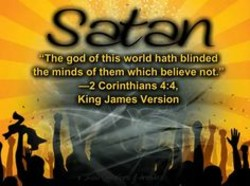 Satan
“The god of this world hath blinded
the minds of them which believe not.”
—2 Corinthians 4:4,
King James Version